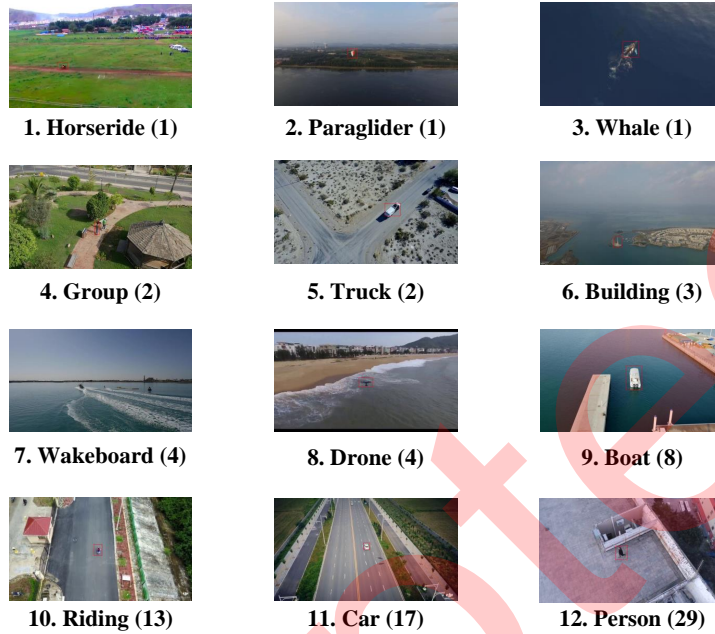 1. Horseride (1)
2. Paraglider (1)
3. Whale (1)
4. Group (2)
5. Truck (2)
6. Building (3)
7. Wakeboard (4)
8. Drone (4)
9. Boat (8)
10. Riding (13)
11. Car (17)
12. Person (29)